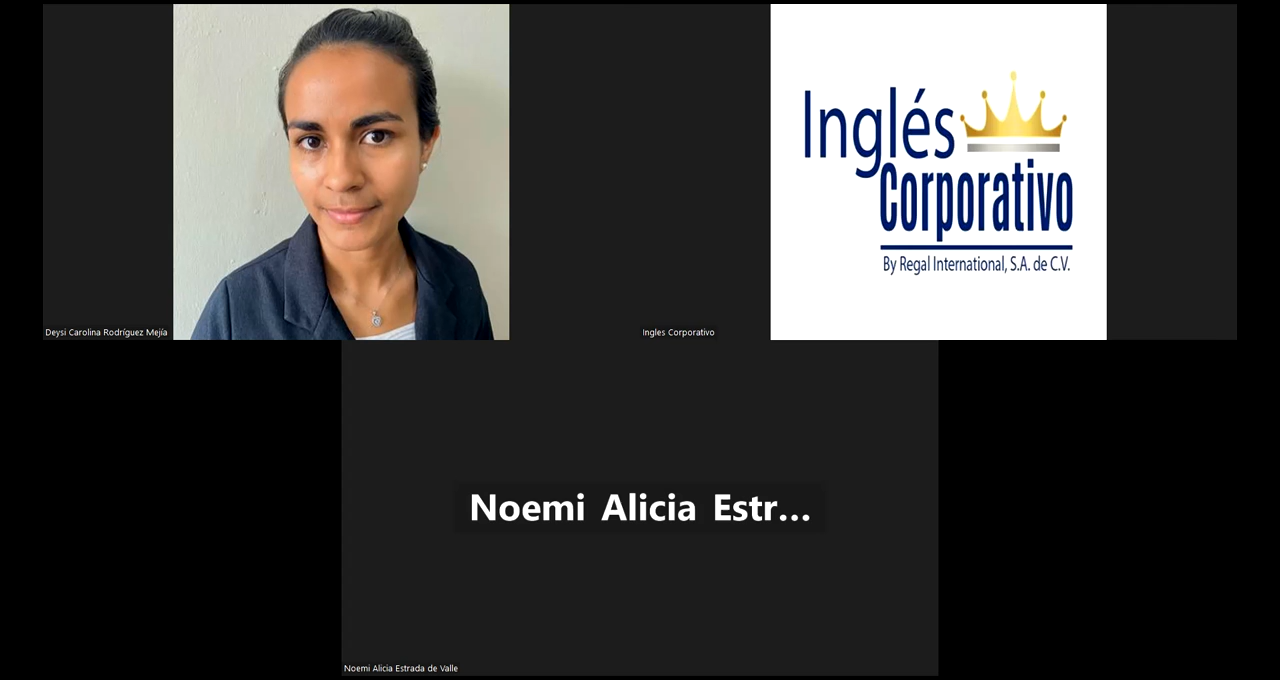 Inglés
Corporativo
By Regal International, S.A. de C.V.
Deysi Carolina Rodríguez Mejía
Ingles Corporativo
Noemi Alicia Estr...
Noemi Alicia Estrada de Valle